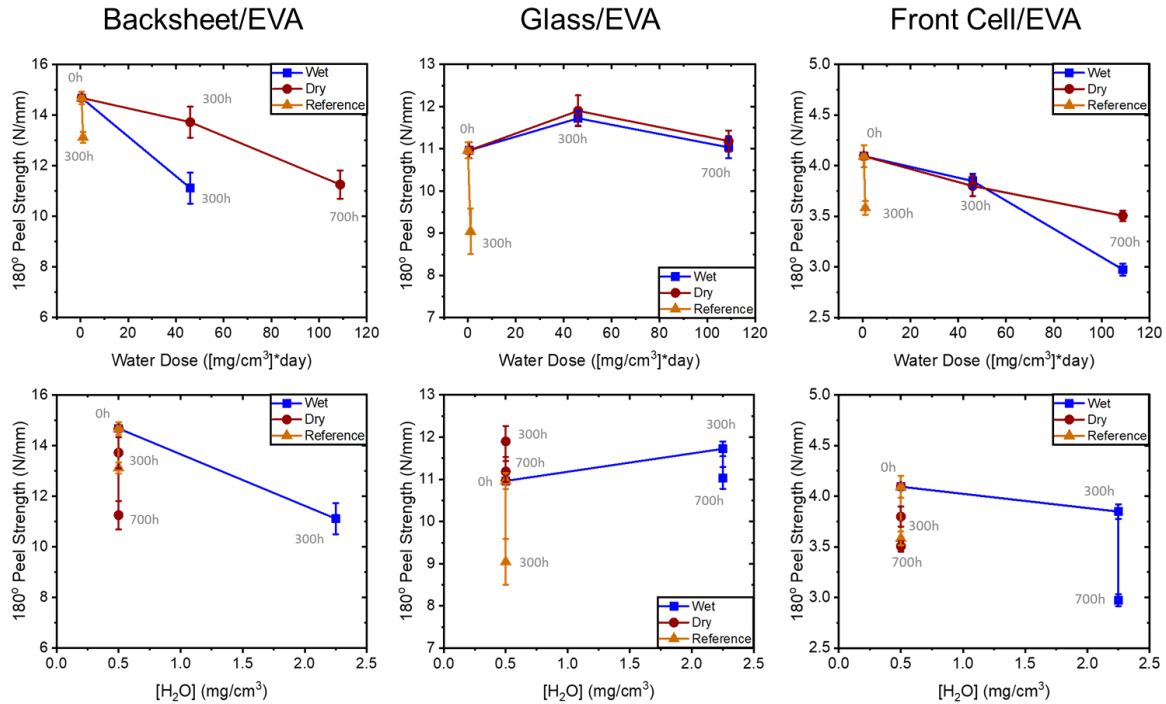 Backsheet/EVA
Glass/EVA
Front Cell/EVA
16
14
12
10
8
6
0
20
40
60
80
100
120
180° Peel Strength (N/mm)
Water Dose ([mg/cm³]*day)
0h
300h
300h
300h
700h
Wet
Dry
Reference
13
12
11
10
9
8
7
0
20
40
60
80
100
120
180° Peel Strength (N/mm)
Water Dose ([mg/cm³]*day)
0h
300h
300h
700h
Wet
Dry
Reference
5.0
4.5
4.0
3.5
3.0
2.5
0
20
40
60
80
100
120
180° Peel Strength (N/mm)
Water Dose ([mg/cm³]*day)
0h
300h
300h
700h
Wet
Dry
Reference
16
14
12
10
8
6
0.0
0.5
1.0
1.5
2.0
2.5
180° Peel Strength (N/mm)
[H₂O] (mg/cm³)
0h
300h
700h
300h
Wet
Dry
Reference
13
12
11
10
9
8
7
0.0
0.5
1.0
1.5
2.0
2.5
180° Peel Strength (N/mm)
[H₂O] (mg/cm³)
300h
700h
0h
300h
300h
700h
Wet
Dry
Reference
5.0
4.5
4.0
3.5
3.0
2.5
0.0
0.5
1.0
1.5
2.0
2.5
180° Peel Strength (N/mm)
[H₂O] (mg/cm³)
0h
300h
700h
300h
700h
Wet
Dry
Reference